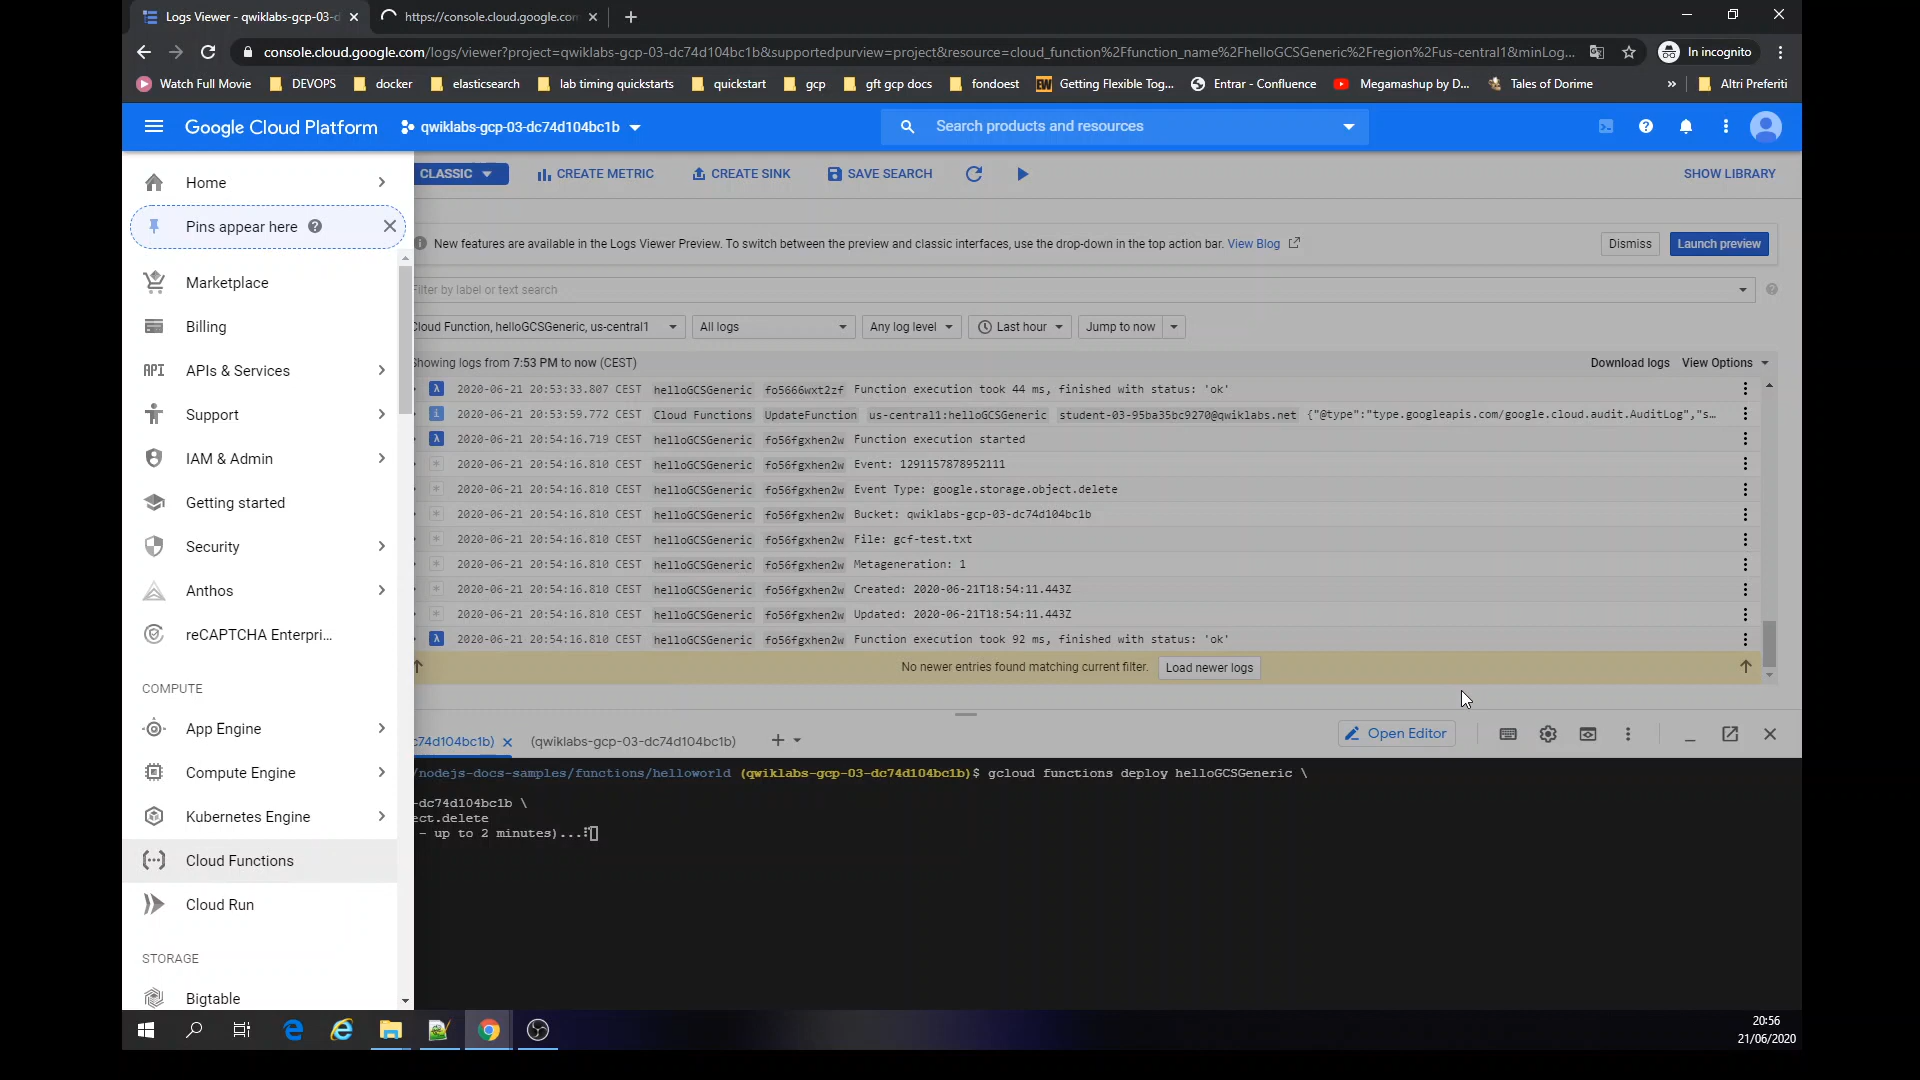 Logs Viewer - qwiklabs-gcp-03-d
https://console.cloud.google.com
console.cloud.google.com/logs/viewer?project=qwiklabs-gcp-03-dc74d104bc1b&supportedpurview=project&resource=cloud_function%2Ffunction_name%2FhelloGCSGeneric%2Fregion%2Fus-central1&minLog...
In incognito
Watch Full Movie DEVOPS docker elasticsearch lab timing quickstarts quickstart gcp gft gcp docs fondoest Getting Flexible Tog... Entrar - Confluence Megamashup by D... Tales of Dorime » Altri Preferiti
Google Cloud Platform qwiklabs-gcp-03-dc74d104bc1b Search products and resources
Home
Pins appear here
Marketplace
Billing
API APIs & Services
Support
IAM & Admin
Getting started
Security
Anthos
reCAPTCHA Enterpri...
COMPUTE
App Engine
Compute Engine
Kubernetes Engine
Cloud Functions
Cloud Run
STORAGE
Bigtable
CLASSIC CREATE METRIC CREATE SINK SAVE SEARCH SHOW LIBRARY
New features are available in the Logs Viewer Preview. To switch between the preview and classic interfaces, use the drop-down in the top action bar. View Blog Dismiss Launch preview
Filter by label or text search
Cloud Function, helloGCSGeneric, us-central1 All logs Any log level Last hour Jump to now
Showing logs from 7:53 PM to now (CEST) Download logs View Options
2020-06-21 20:53:33.807 CEST helloGCSGeneric fo5666wxt2zf Function execution took 44 ms, finished with status: 'ok'
2020-06-21 20:53:59.772 CEST Cloud Functions UpdateFunction us-central1:helloGCSGeneric student-03-95ba35bc9270@qwiklabs.net {"@type":"type.googleapis.com/google.cloud.audit.AuditLog","s…
2020-06-21 20:54:16.719 CEST helloGCSGeneric fo56fgxhen2w Function execution started
2020-06-21 20:54:16.810 CEST helloGCSGeneric fo56fgxhen2w Event: 1291157878952111
2020-06-21 20:54:16.810 CEST helloGCSGeneric fo56fgxhen2w Event Type: google.storage.object.delete
2020-06-21 20:54:16.810 CEST helloGCSGeneric fo56fgxhen2w Bucket: qwiklabs-gcp-03-dc74d104bc1b
2020-06-21 20:54:16.810 CEST helloGCSGeneric fo56fgxhen2w File: gcf-test.txt
2020-06-21 20:54:16.810 CEST helloGCSGeneric fo56fgxhen2w Metageneration: 1
2020-06-21 20:54:16.810 CEST helloGCSGeneric fo56fgxhen2w Created: 2020-06-21T18:54:11.443Z
2020-06-21 20:54:16.810 CEST helloGCSGeneric fo56fgxhen2w Updated: 2020-06-21T18:54:11.443Z
2020-06-21 20:54:16.810 CEST helloGCSGeneric fo56fgxhen2w Function execution took 92 ms, finished with status: 'ok'
No newer entries found matching current filter. Load newer logs
c74d104bc1b) (qwiklabs-gcp-03-dc74d104bc1b) Open Editor
/nodejs-docs-samples/functions/helloworld (qwiklabs-gcp-03-dc74d104bc1b)$ gcloud functions deploy helloGCSGeneric \
-dc74d104bc1b \
ect.delete
- up to 2 minutes)...
20:56
21/06/2020